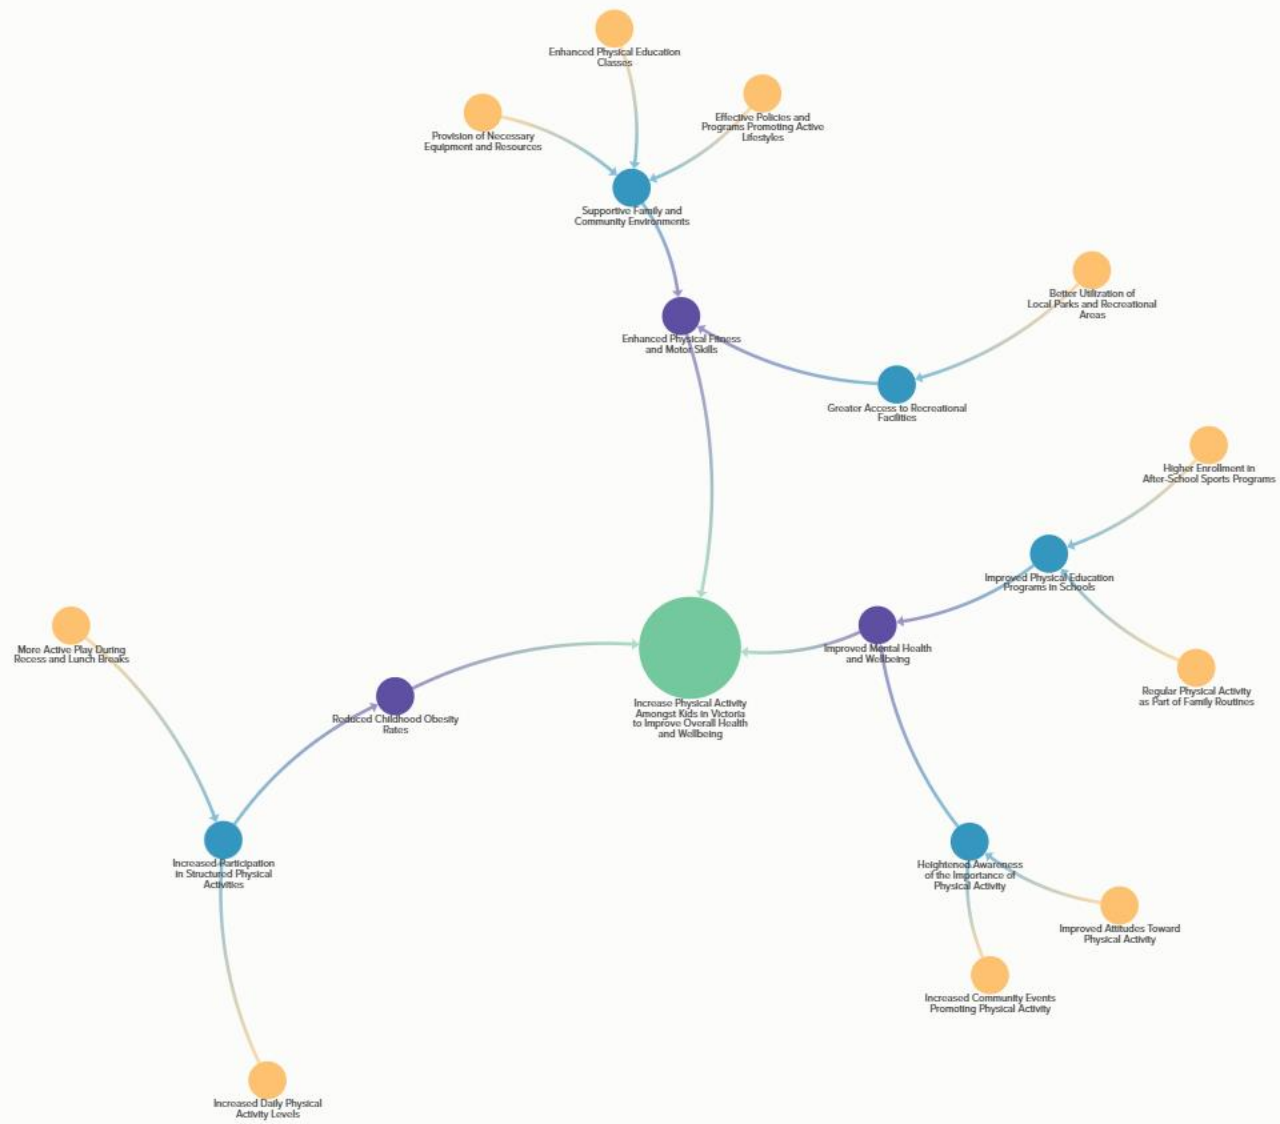 Enhanced Physical Education
Classes
Effective Policies and
Programs Promoting Active
Lifestyles
Provision of Necessary
Equipment and Resources
Supportive Family and
Community Environments
Better Utilization of
Local Parks and Recreational
Areas
Enhanced Physical Fitness
and Motor Skills
Greater Access to Recreational
Facilities
Higher Enrollment in
After-School Sports Programs
Improved Physical Education
Programs in Schools
More Active Play During
Recess and Lunch Breaks
Improved Mental Health
and Wellbeing
Regular Physical Activity
as Part of Family Routines
Reduced Childhood Obesity
Rates
Increase Physical Activity
Amongst Kids in Victoria
to Improve Overall Health
and Wellbeing
Increased Participation
in Structured Physical
Activities
Heightened Awareness
of the Importance of
Physical Activity
Improved Attitudes Toward
Physical Activity
Increased Community Events
Promoting Physical Activity
Increased Daily Physical
Activity Levels